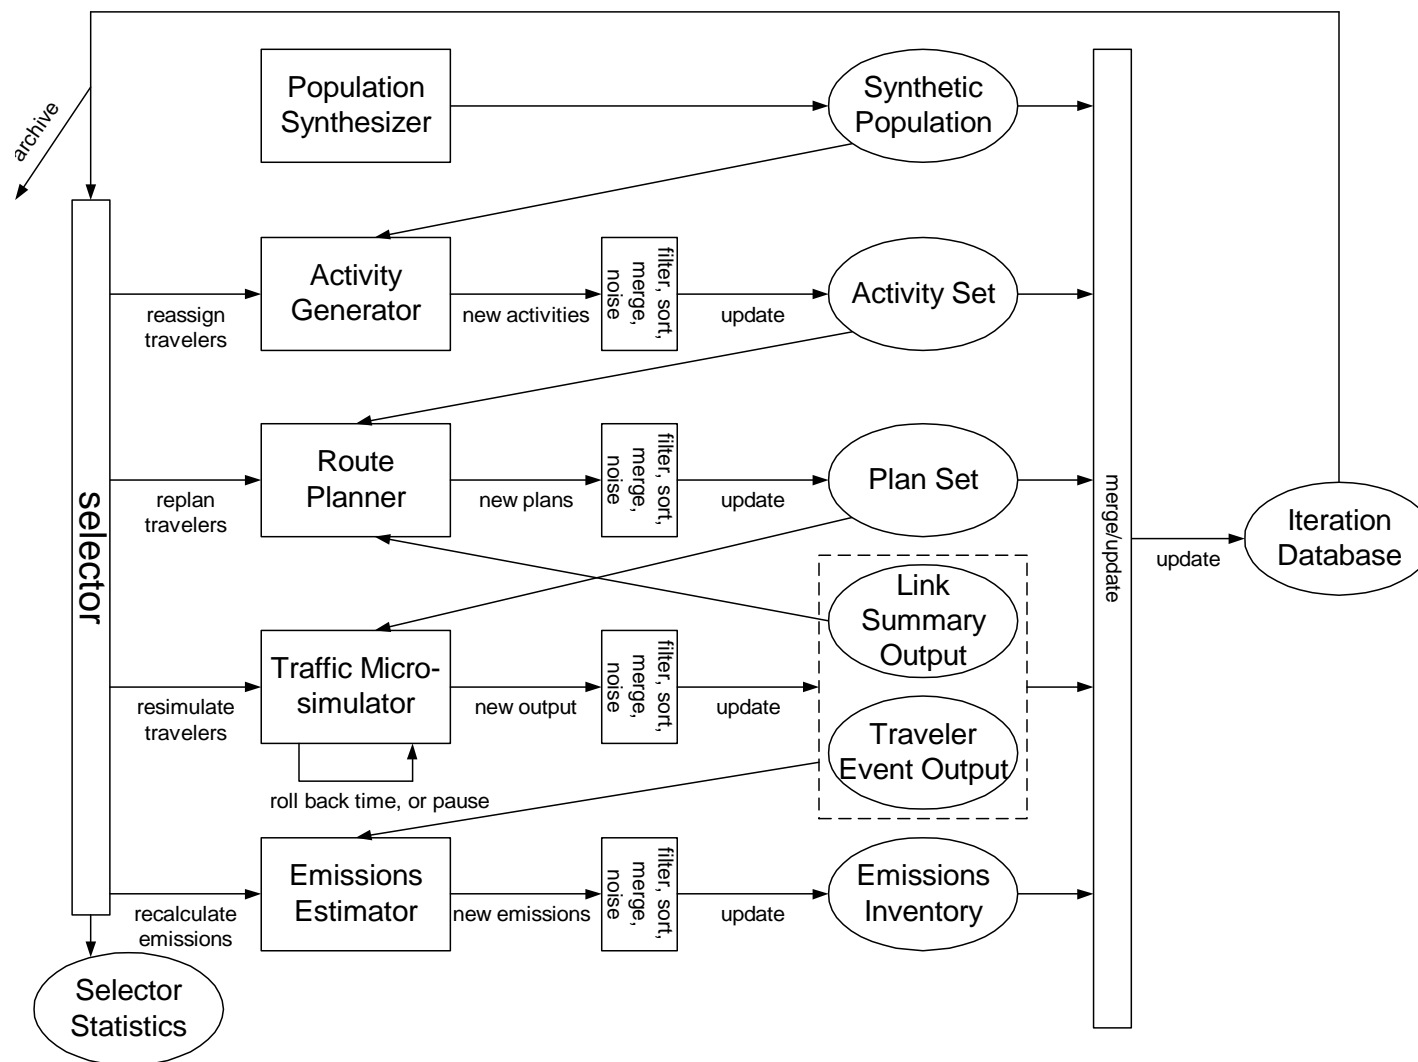 archive
Population
Synthesizer
Synthetic
Population
selector
reassign
travelers
Activity
Generator
new activities
filter, sort,
merge,
noise
update
Activity Set
replan
travelers
Route
Planner
new plans
filter, sort,
merge,
noise
update
Plan Set
merge/update
update
Iteration
Database
Link
Summary
Output
resimulate
travelers
Traffic Micro-
simulator
new output
filter, sort,
merge,
noise
update
Traveler
Event Output
roll back time, or pause
recalculate
emissions
Emissions
Estimator
new emissions
filter, sort,
merge,
noise
update
Emissions
Inventory
Selector
Statistics